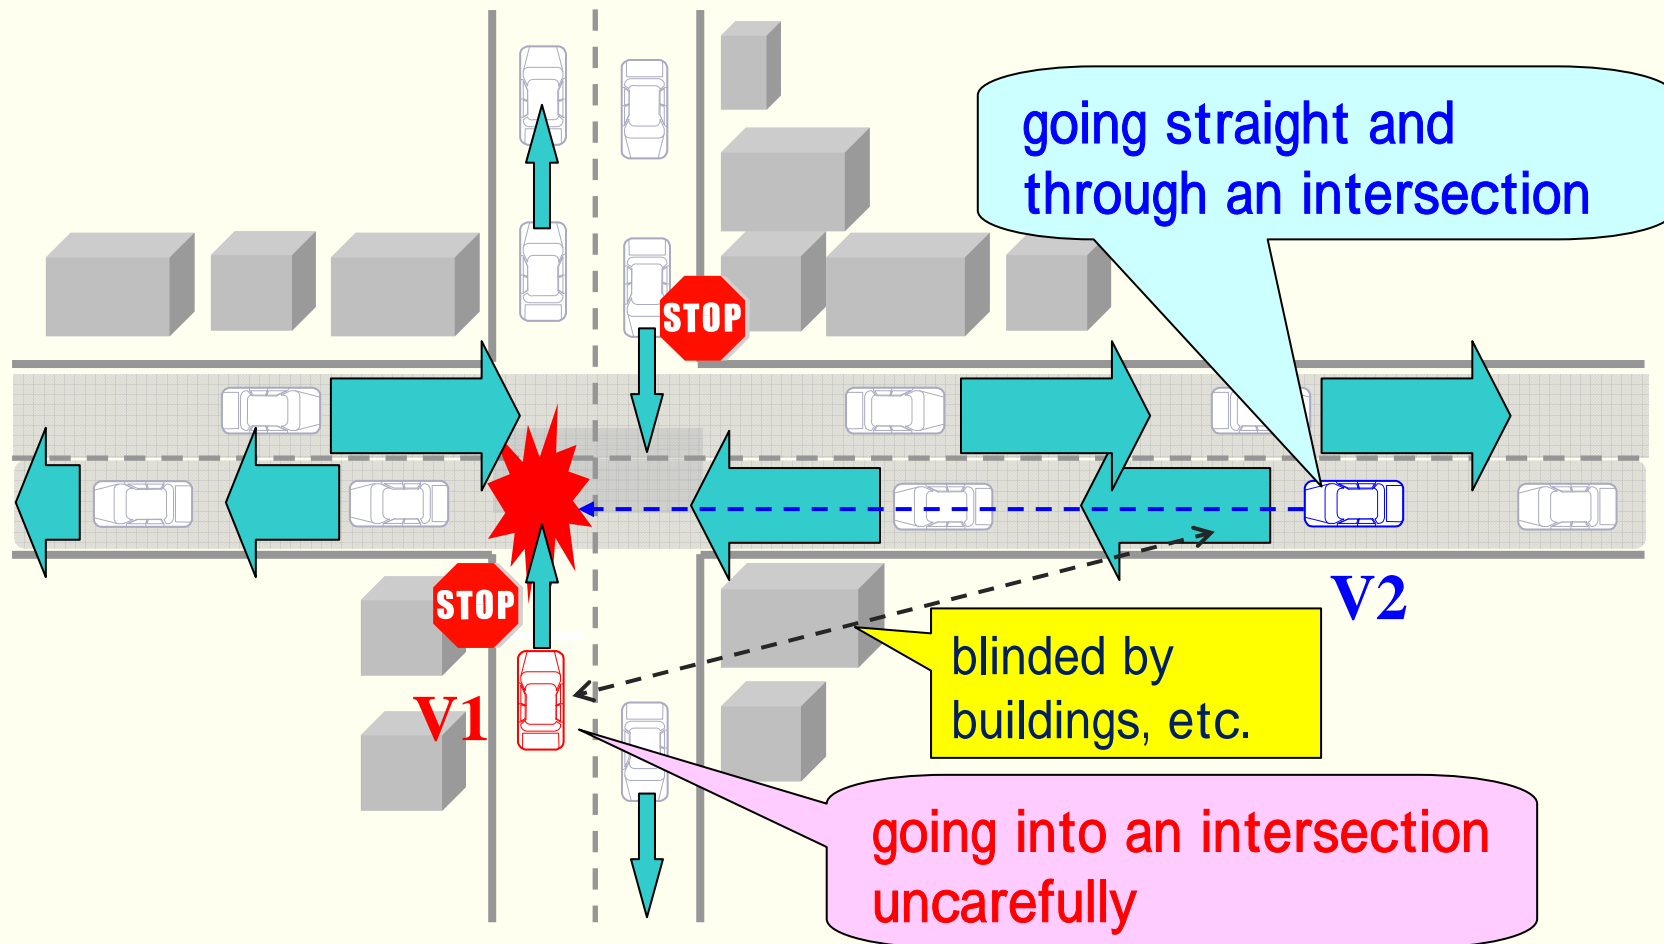 going straight and
through an intersection
STOP
V2
STOP
blinded by
buildings, etc.
V1
going into an intersection
uncarefully